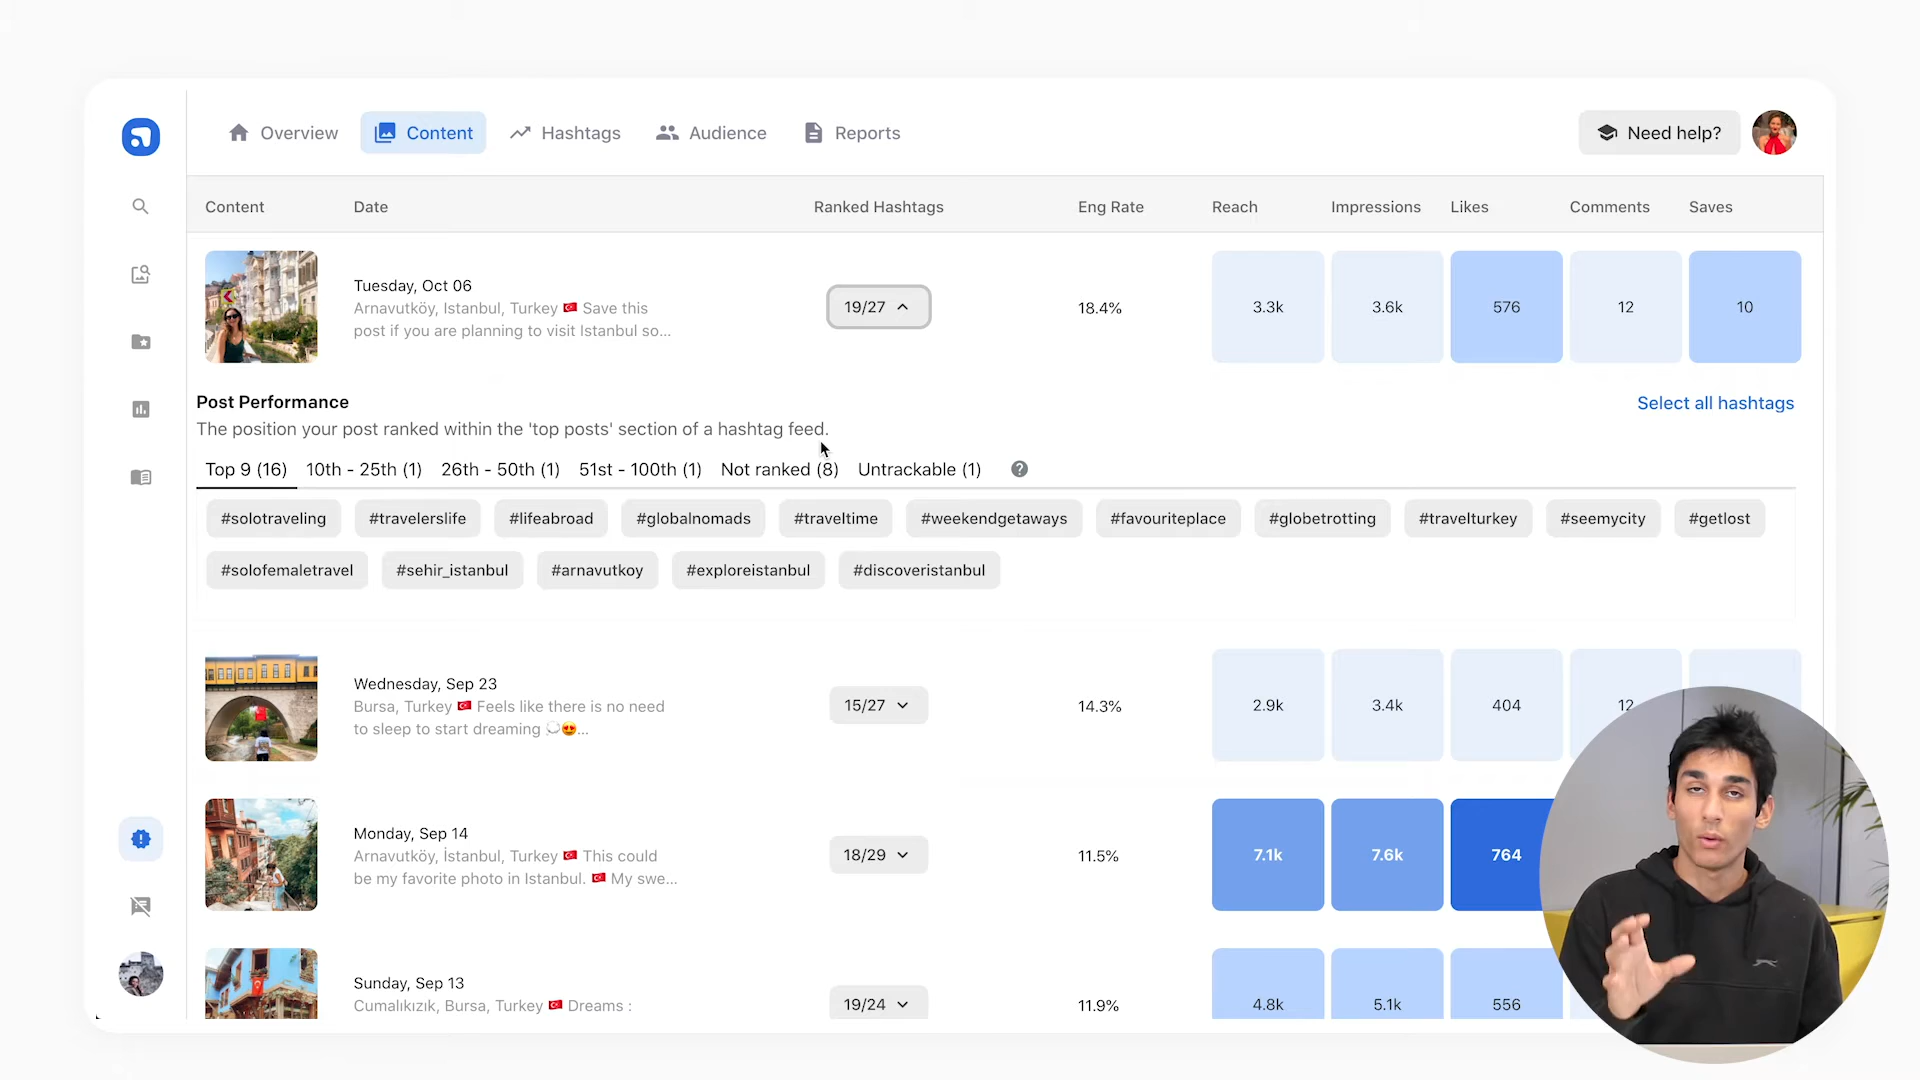 Overview
Content
Hashtags
Audience
Reports
Need help?
Content Date Ranked Hashtags Eng Rate Reach Impressions Likes Comments Saves
Tuesday, Oct 06
Arnavutköy, Istanbul, Turkey 🇹🇷 Save this
post if you are planning to visit Istanbul so...
19/27
18.4%
3.3k
3.6k
576
12
10
Post Performance
Select all hashtags
The position your post ranked within the 'top posts' section of a hashtag feed.
Top 9 (16) 10th - 25th (1) 26th - 50th (1) 51st - 100th (1) Not ranked (8) Untrackable (1)
#solotraveling #travelerslife #lifeabroad #globalnomads #traveltime #weekendgetaways #favouriteplace #globetrotting #travelturkey #seemycity #getlost
#solofemaletravel #sehir_istanbul #arnavutkoy #exploreistanbul #discoveristanbul
Wednesday, Sep 23
Bursa, Turkey 🇹🇷 Feels like there is no need
to sleep to start dreaming 💭😍...
15/27
14.3%
2.9k
3.4k
404
12
Monday, Sep 14
Arnavutköy, İstanbul, Turkey 🇹🇷 This could
be my favorite photo in Istanbul. 🇹🇷 My swe...
18/29
11.5%
7.1k
7.6k
764
Sunday, Sep 13
Cumalıkızık, Bursa, Turkey 🇹🇷 Dreams :
19/24
11.9%
4.8k
5.1k
556